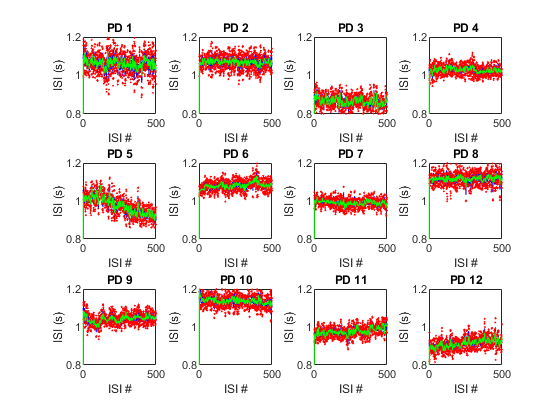 PD 1 PD 2 PD 3 PD 4
1.2 1.2 1.2 1.2
ISI (s) ISI (s) ISI (s) ISI (s)
1 1 1 1
0.8 0.8 0.8 0.8
0 500 0 500 0 500 0 500
ISI # ISI # ISI # ISI #
PD 5 PD 6 PD 7 PD 8
1.2 1.2 1.2 1.2
ISI (s) ISI (s) ISI (s) ISI (s)
1 1 1 1
0.8 0.8 0.8 0.8
0 500 0 500 0 500 0 500
ISI # ISI # ISI # ISI #
PD 9 PD 10 PD 11 PD 12
1.2 1.2 1.2 1.2
ISI (s) ISI (s) ISI (s) ISI (s)
1 1 1 1
0.8 0.8 0.8 0.8
0 500 0 500 0 500 0 500
ISI # ISI # ISI # ISI #